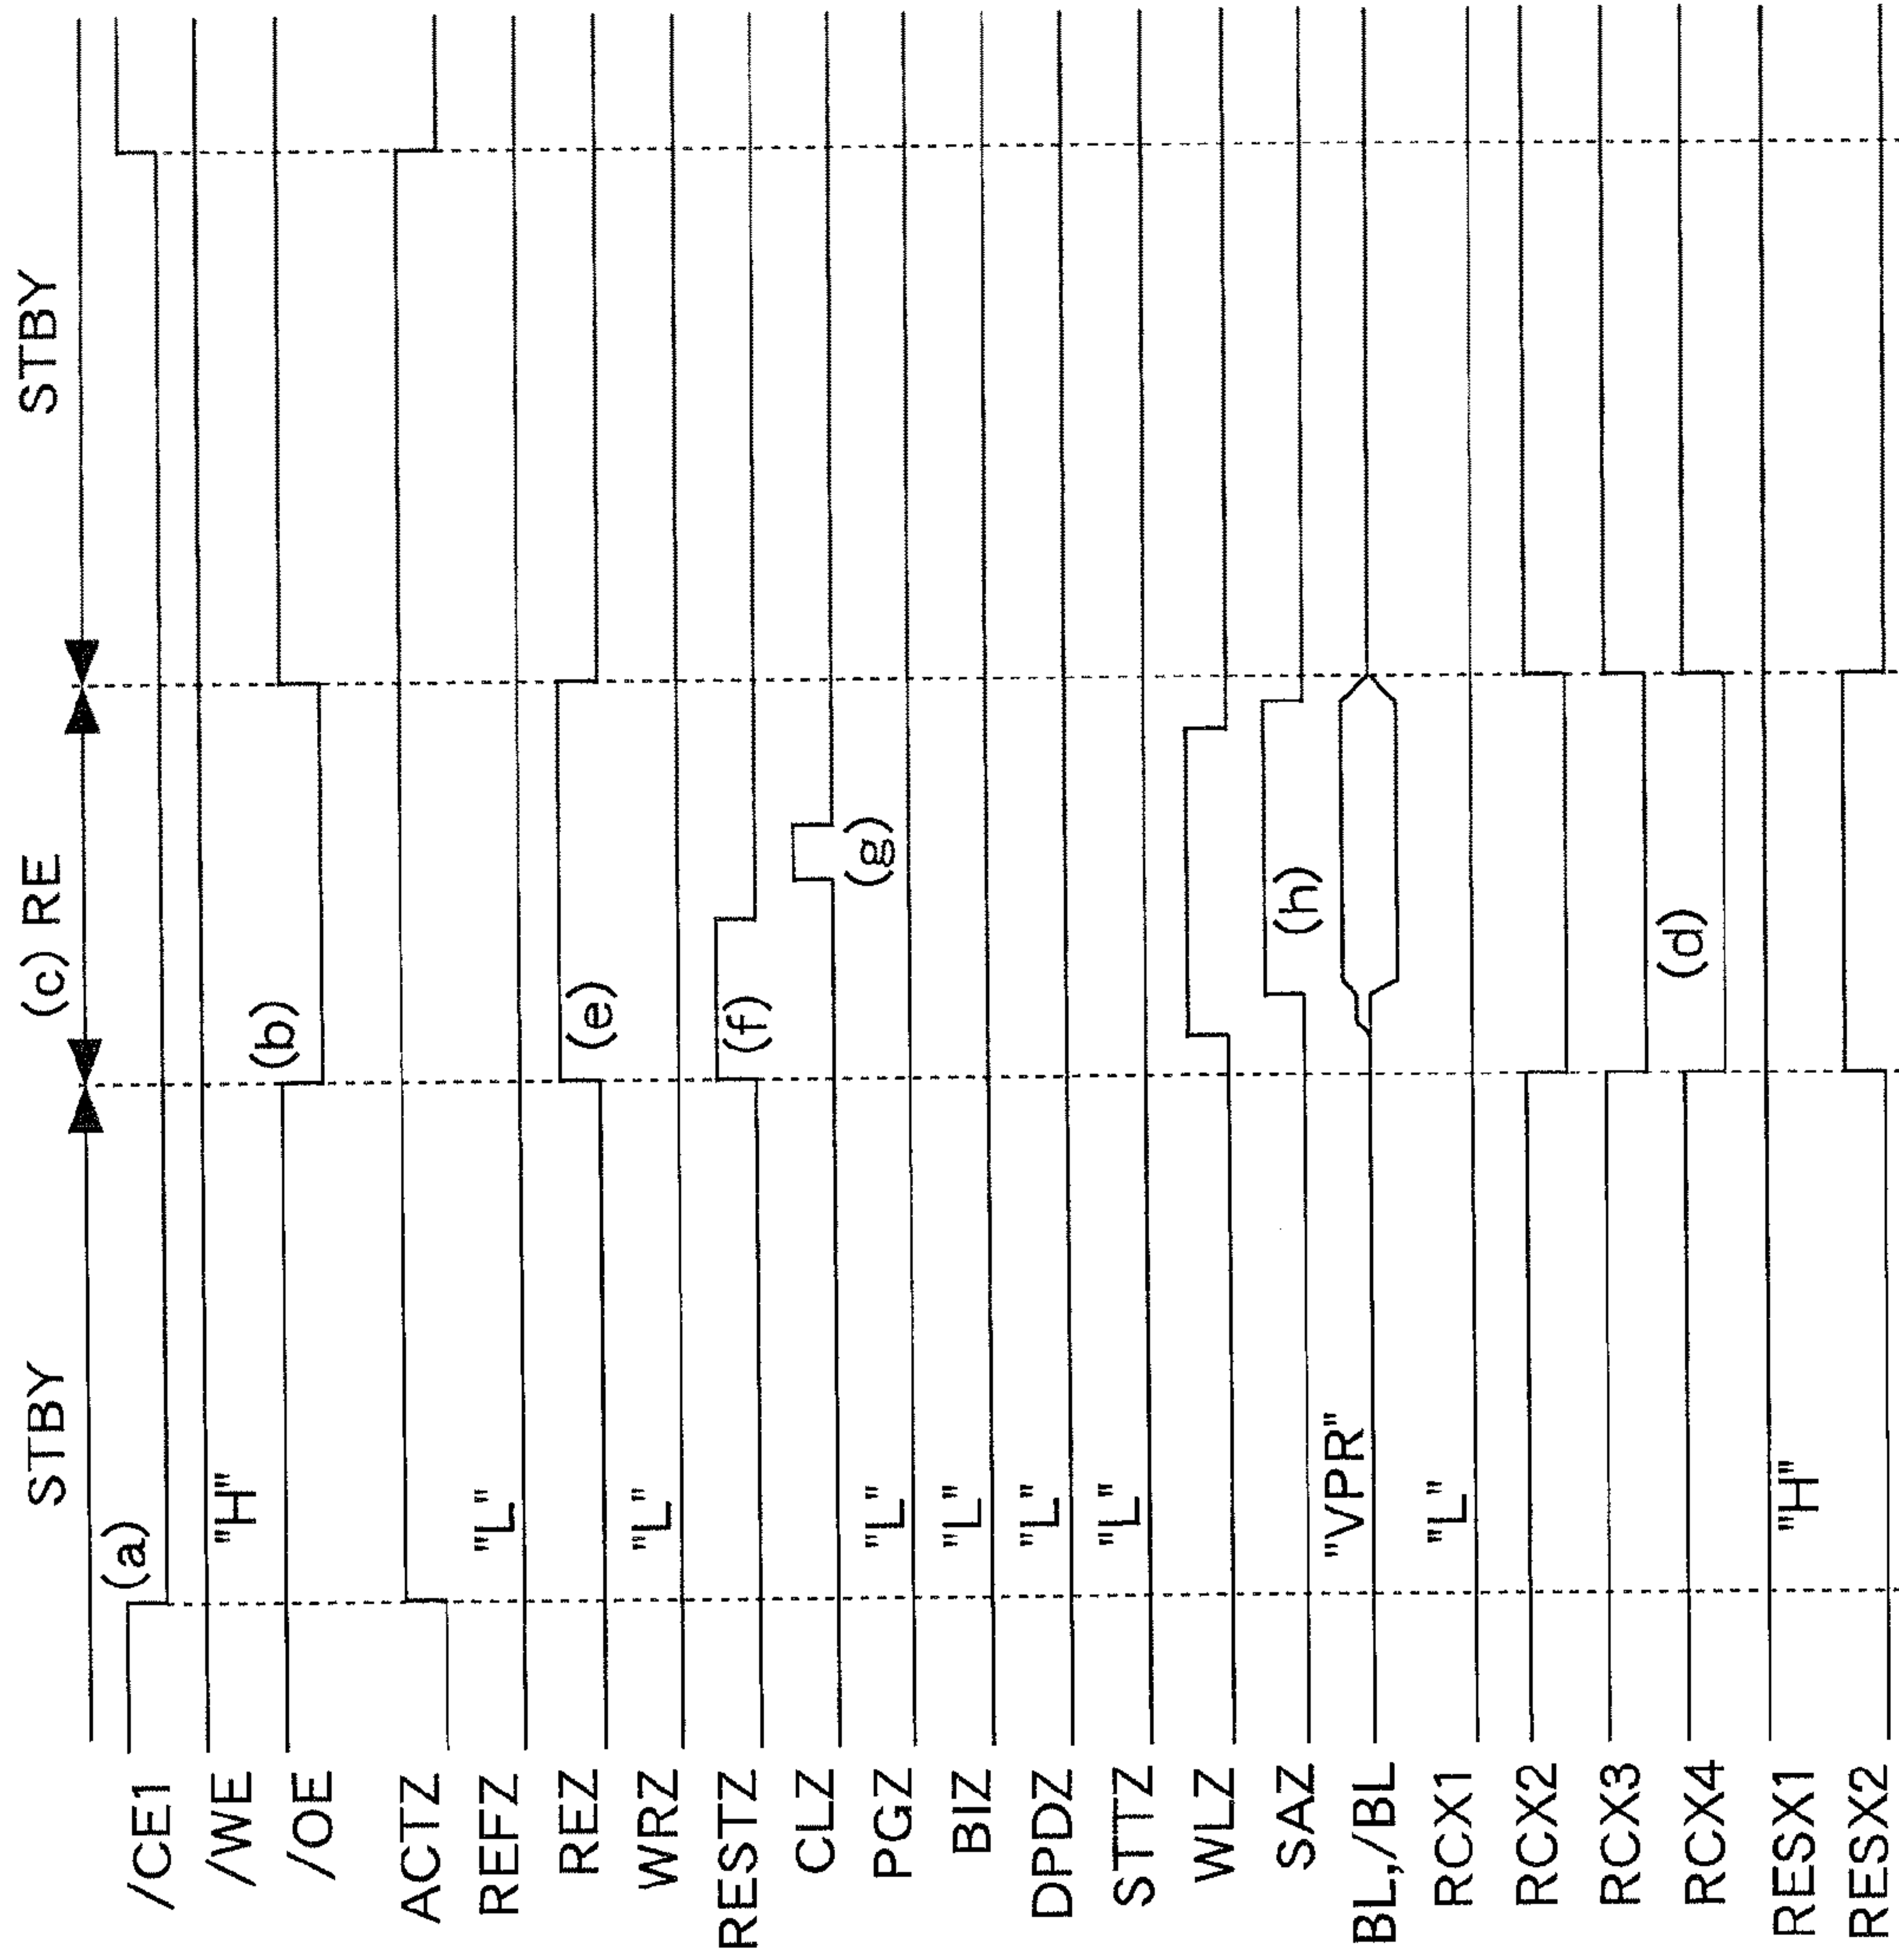 STBY
(c) RE
STBY
/CE1
(a)
/WE
"H"
/OE
(b)
ACTZ
REFZ
"L"
REZ
(e)
WRZ
"L"
RESTZ
(f)
CLZ
(g)
PGZ
"L"
BIZ
"L"
DPDZ
"L"
STTZ
"L"
WLZ
SAZ
(h)
BL,/BL
"VPR"
RCX1
"L"
RCX2
RCX3
RCX4
(d)
RESX1
"H"
RESX2